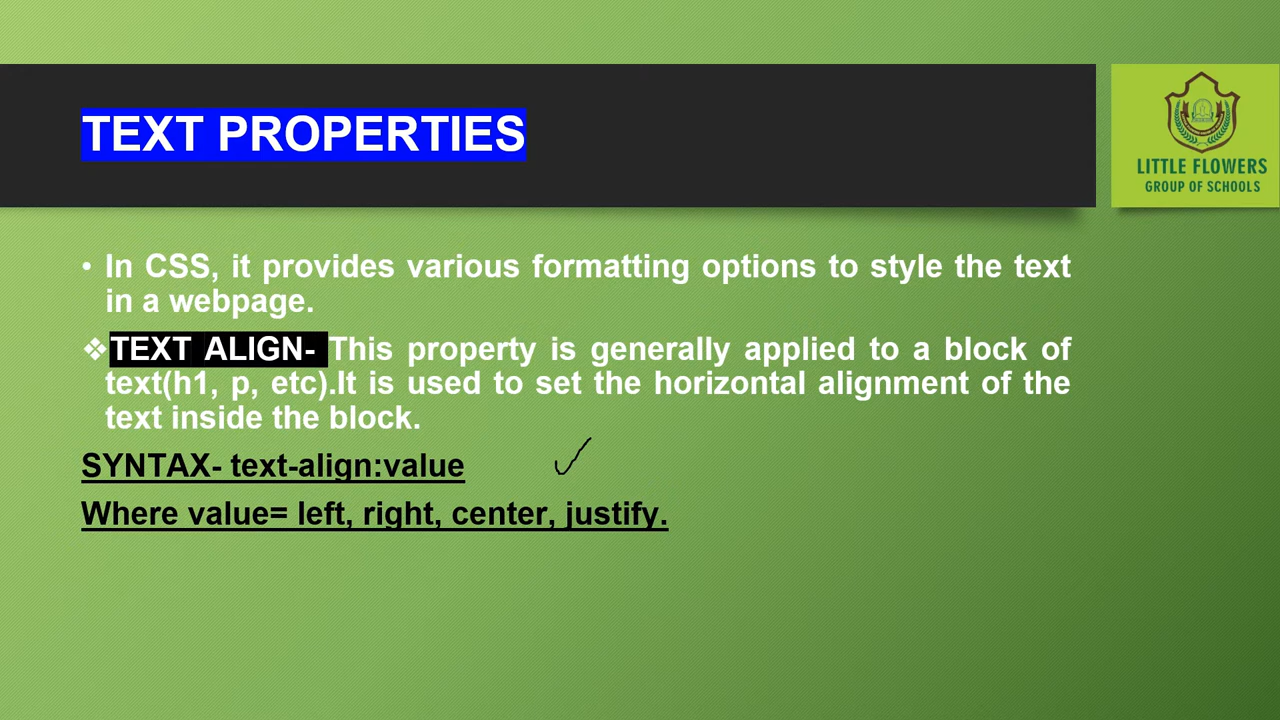 TEXT PROPERTIES
LITTLE FLOWERS
GROUP OF SCHOOLS
• In CSS, it provides various formatting options to style the text
in a webpage.
❖TEXT ALIGN- This property is generally applied to a block of
text(h1, p, etc).It is used to set the horizontal alignment of the
text inside the block.
SYNTAX- text-align:value
Where value= left, right, center, justify.